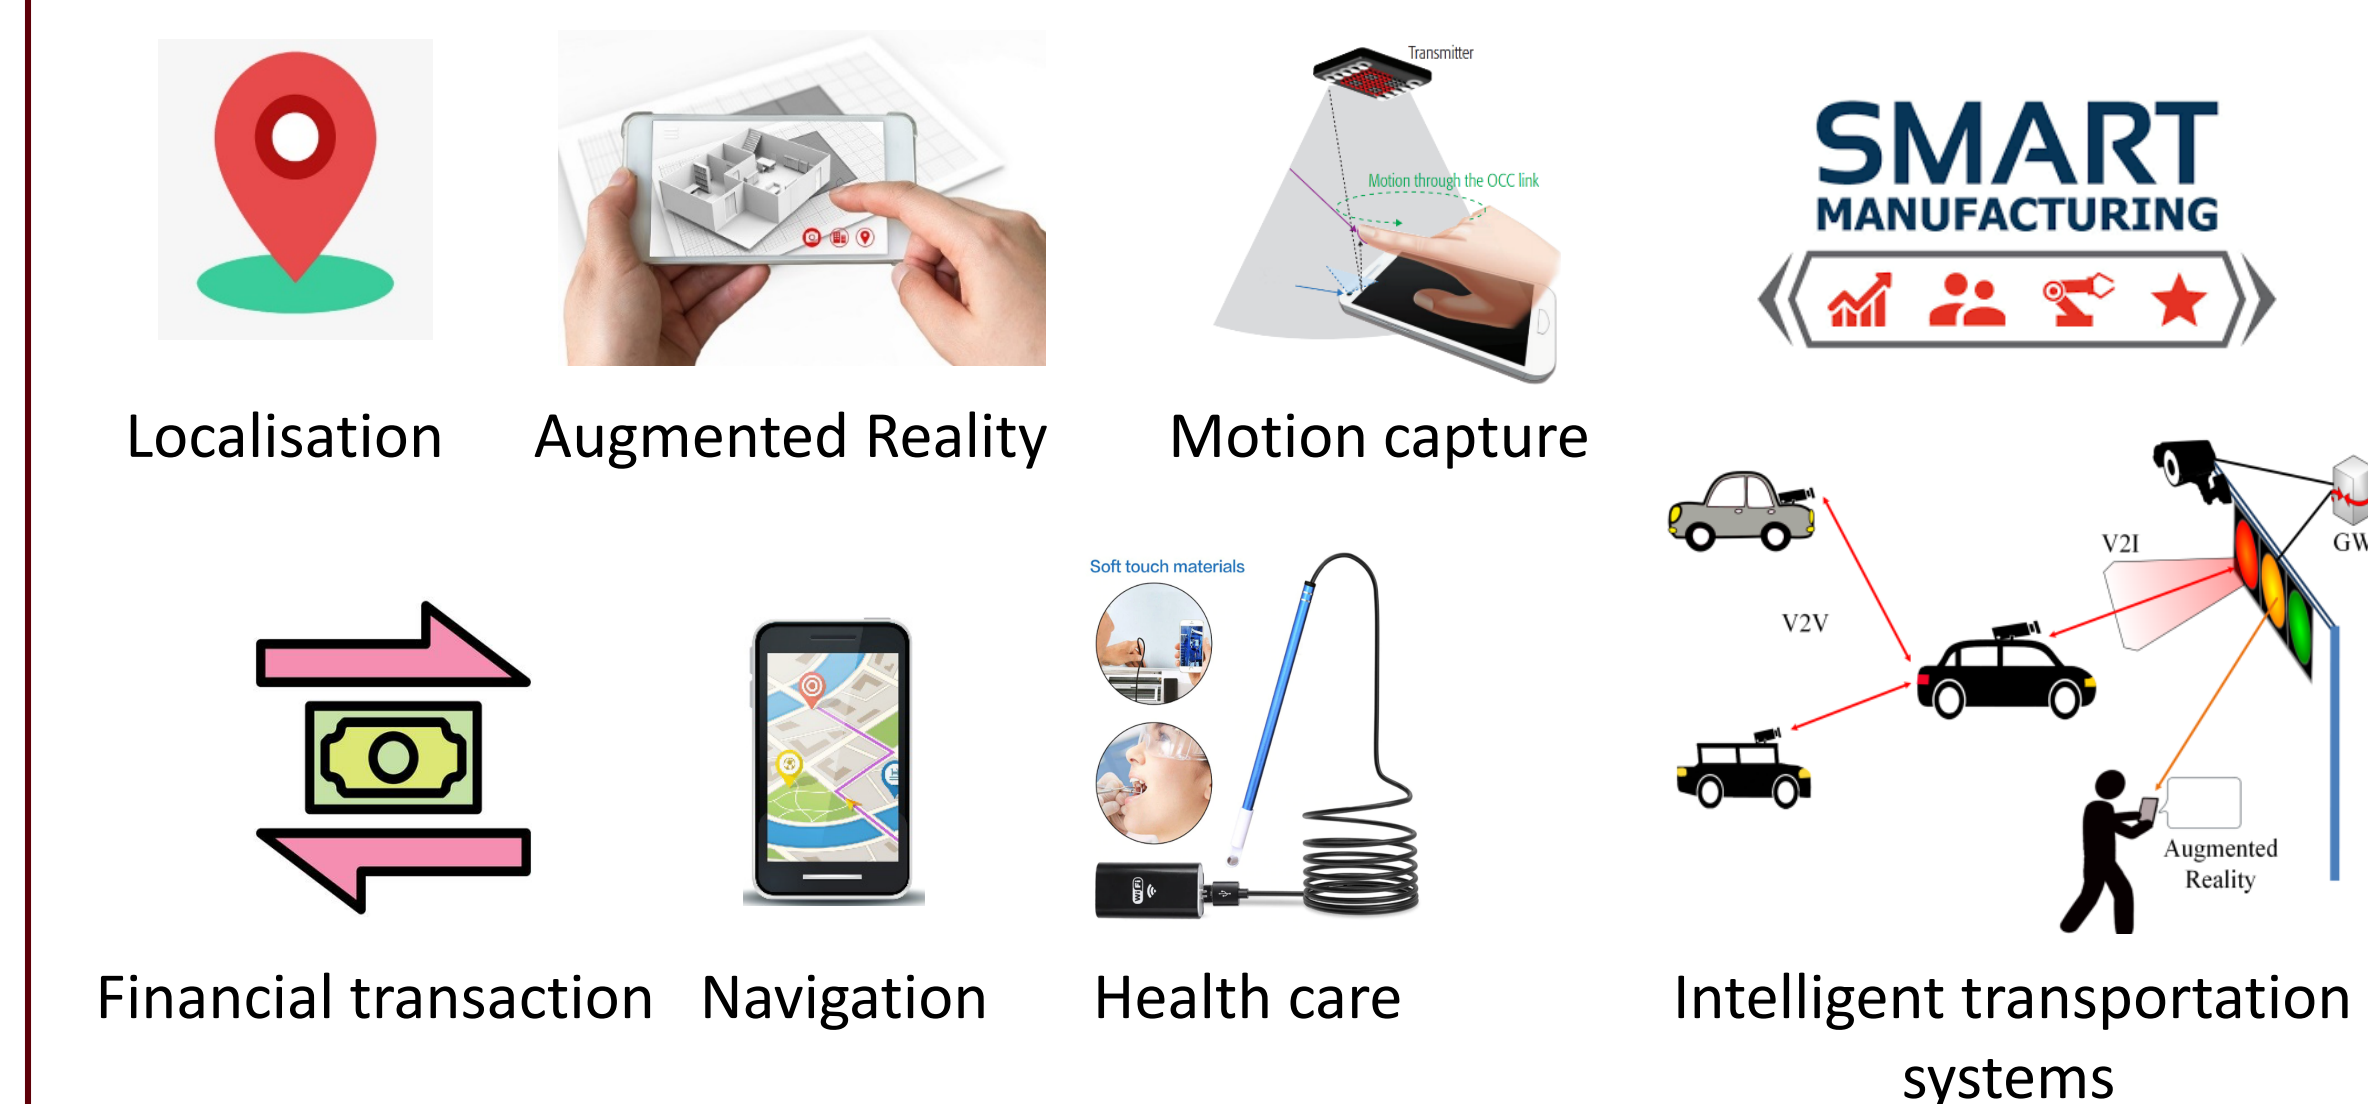 Transmitter
Motion through the OCC link
SMART
MANUFACTURING
Localisation
Augmented Reality
Motion capture
V2I
V2V
Soft touch materials
WiFi
Augmented
Reality
Financial transaction
Navigation
Health care
Intelligent transportation
systems